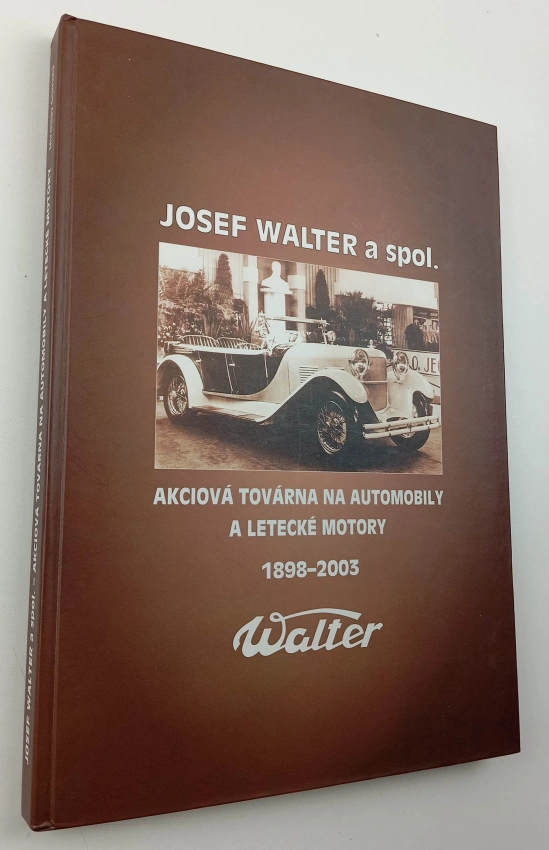 JOSEF WALTER a spol.
O. JE
AKCIOVÁ TOVÁRNA NA AUTOMOBILY
A LETECKÉ MOTORY
1898–2003
Walter
JOSEF WALTER a spol. – AKCIOVÁ TOVÁRNA NA AUTOMOBILY A LETECKÉ MOTORY